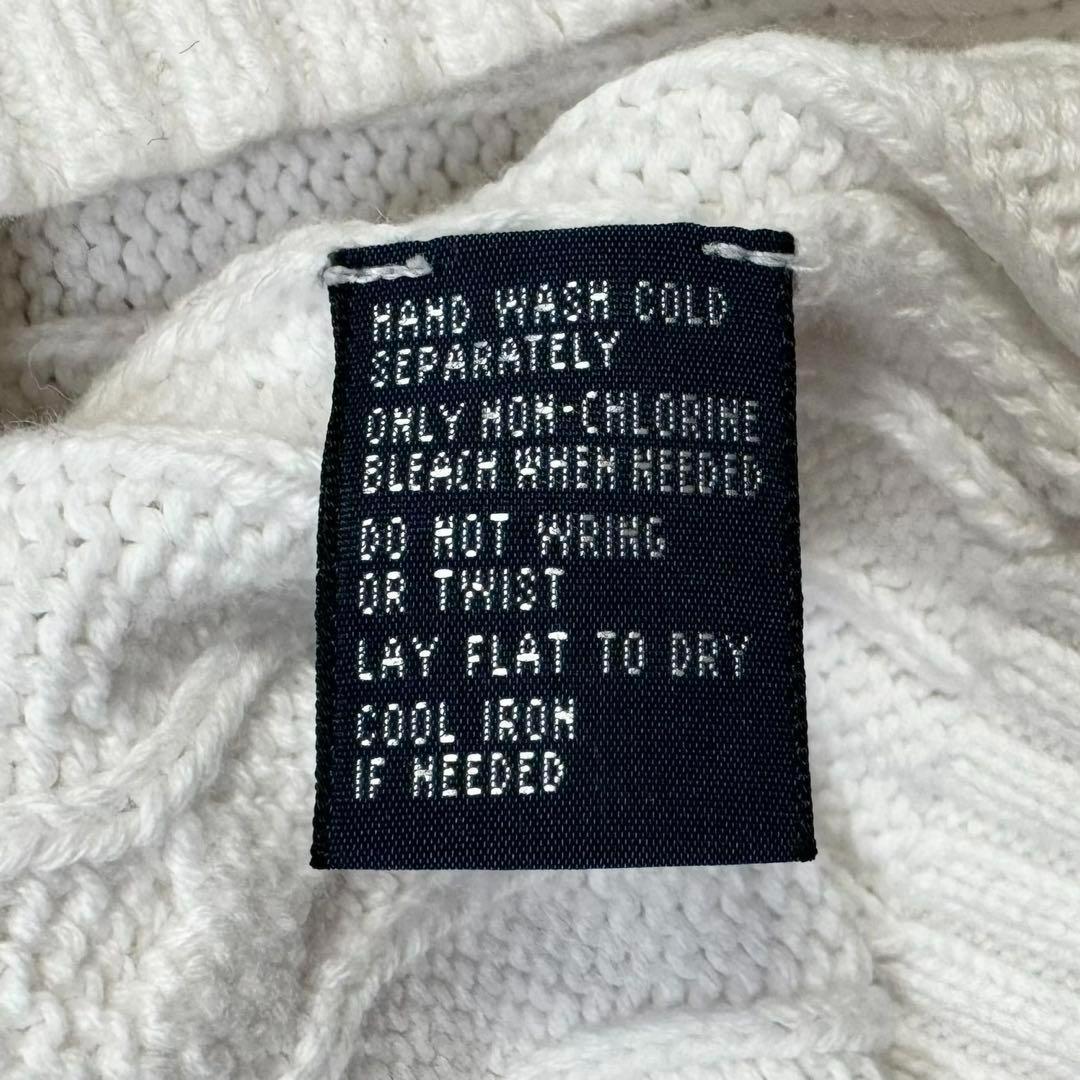 HAND WASH COLD
SEPARATELY
ONLY NON-CHLORINE
BLEACH WHEN NEEDED
DO NOT WRING
OR TWIST
LAY FLAT TO DRY
COOL IRON
IF NEEDED